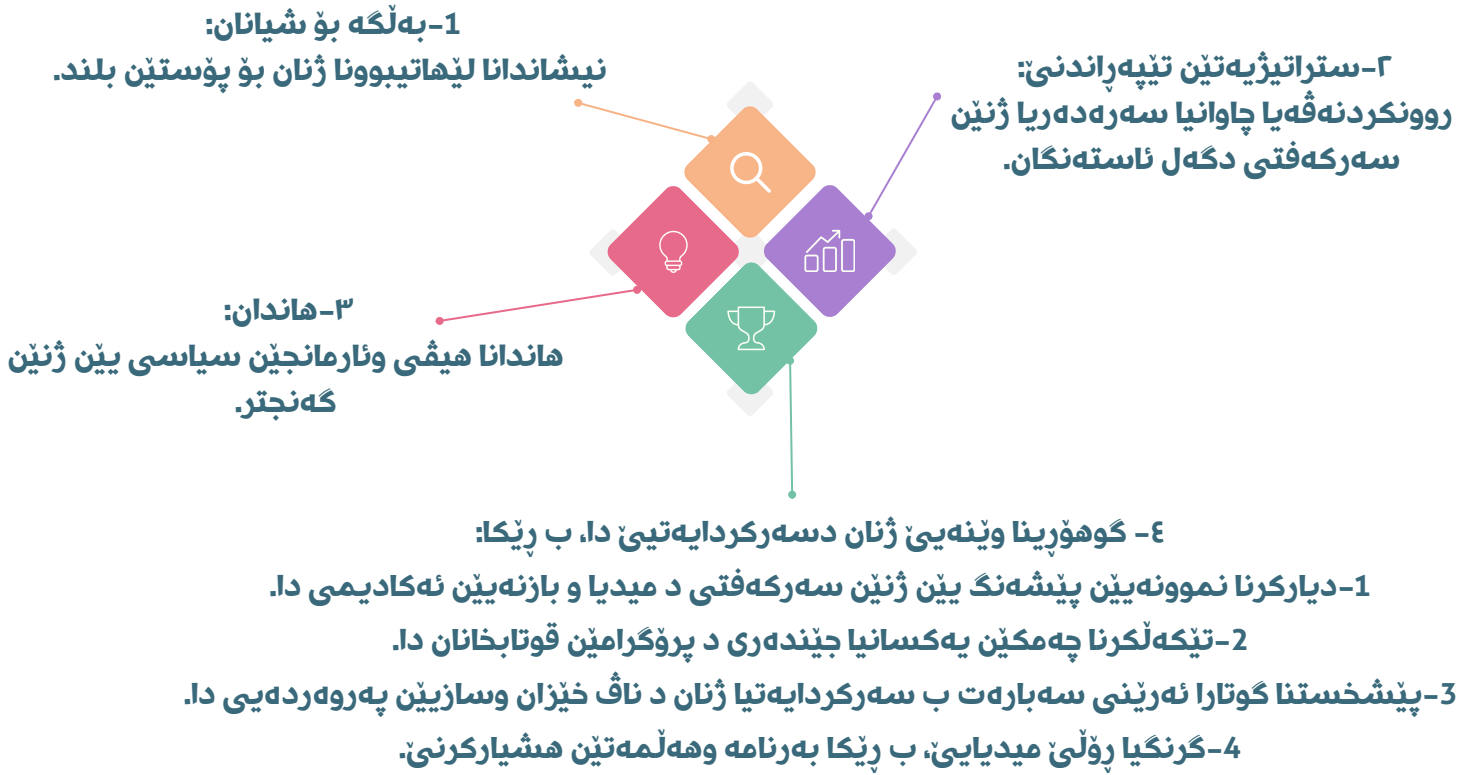 1-بەڵگە بۆ شیانان:
نیشاندانا لێهاتیبوونا ژنان بۆ پۆستێن بلند.
٢-ستراتیژیەتێن تێپەڕاندنێ:
روونکردنەڤەیا چاوانیا سەرەدەریا ژنێن
سەرکەفتی دگەل ئاستەنگان.
٣-هاندان:
هاندانا هیڤی وئارمانجێن سیاسی یێن ژنێن
گەنجتر.
٤- گوهۆڕینا وێنەیێ ژنان دسەرکردایەتیێ دا، ب ڕێکا:
1-دیارکرنا نموونەیێن پێشەنگ یێن ژنێن سەرکەفتی د میدیا و بازنەیێن ئەکادیمی دا.
2-تێکەڵکرنا چەمکێن یەکسانیا جێندەری د پرۆگرامێن قوتابخانان دا.
3-پێشخستنا گوتارا ئەرێنی سەبارەت ب سەرکردایەتیا ژنان د ناڤ خێزان وسازیێن پەروەردەیی دا.
4-گرنگیا ڕۆڵێ میدیایێ، ب ڕێکا بەرنامە وهەڵمەتێن هشیارکرنێ.